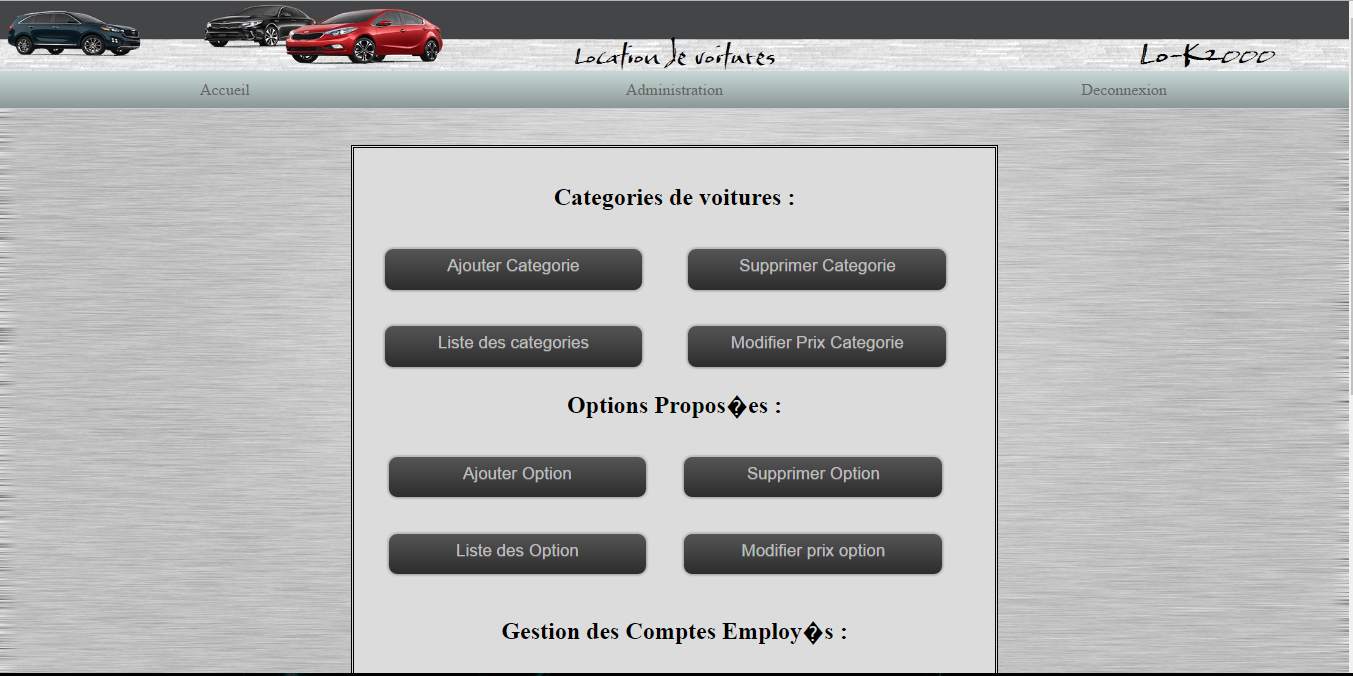 Location de voitures
Lo-K2000
Accueil
Administration
Deconnexion
Categories de voitures :
Ajouter Categorie
Supprimer Categorie
Liste des categories
Modifier Prix Categorie
Options Propos�es :
Ajouter Option
Supprimer Option
Liste des Option
Modifier prix option
Gestion des Comptes Employ�s :